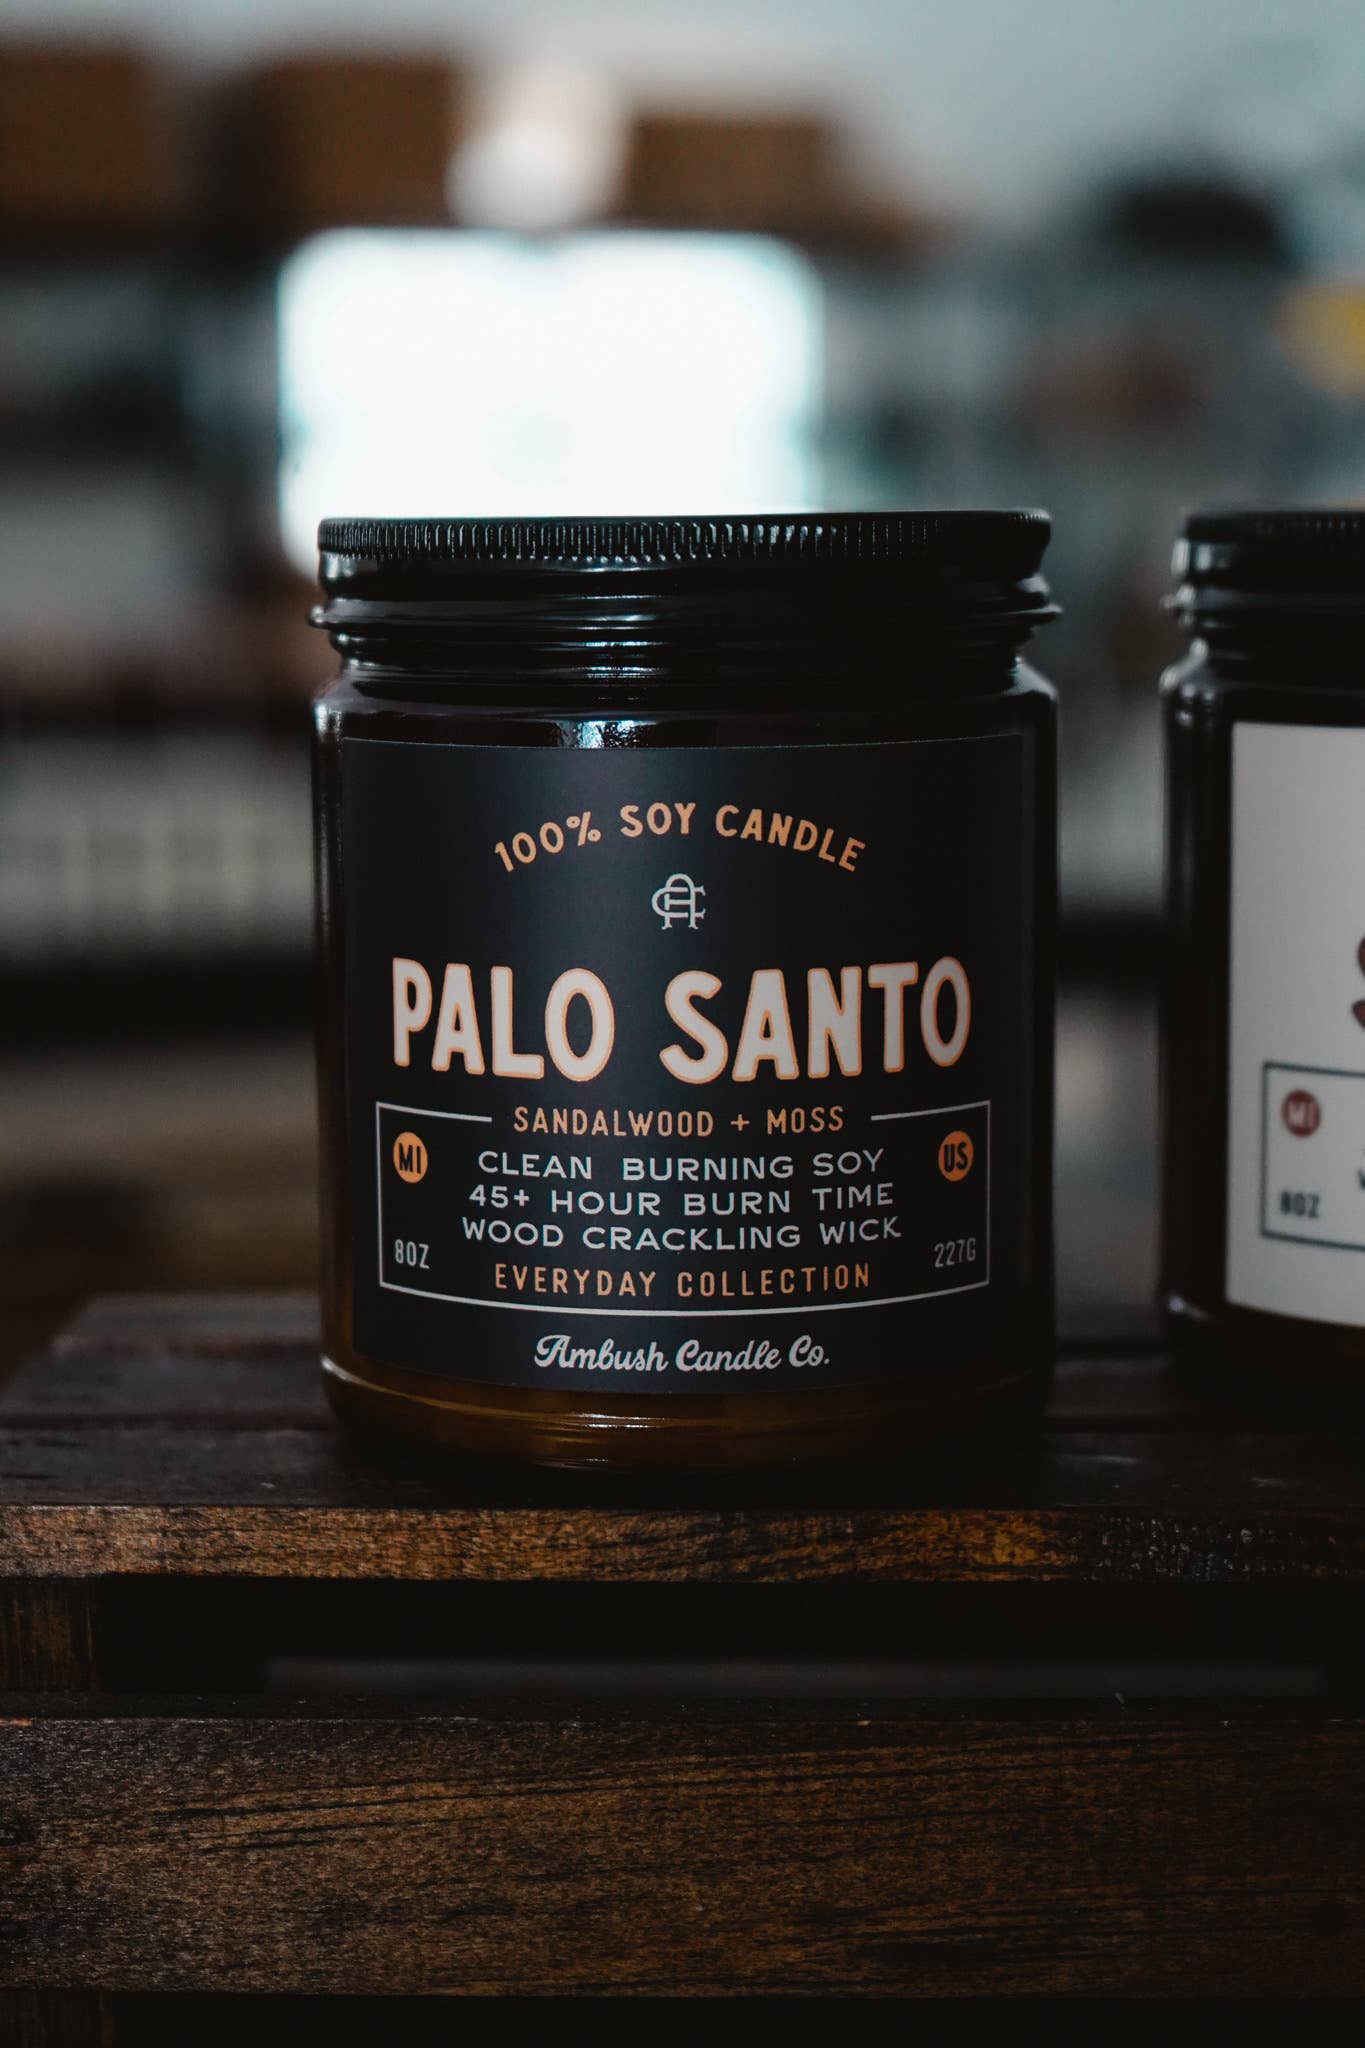 100% SOY CANDLE
PALO SANTO
SANDALWOOD + MOSS
MI
US
CLEAN BURNING SOY
45+ HOUR BURN TIME
WOOD CRACKLING WICK
8OZ
227G
EVERYDAY COLLECTION
Ambush Candle Co.
MI
8OZ